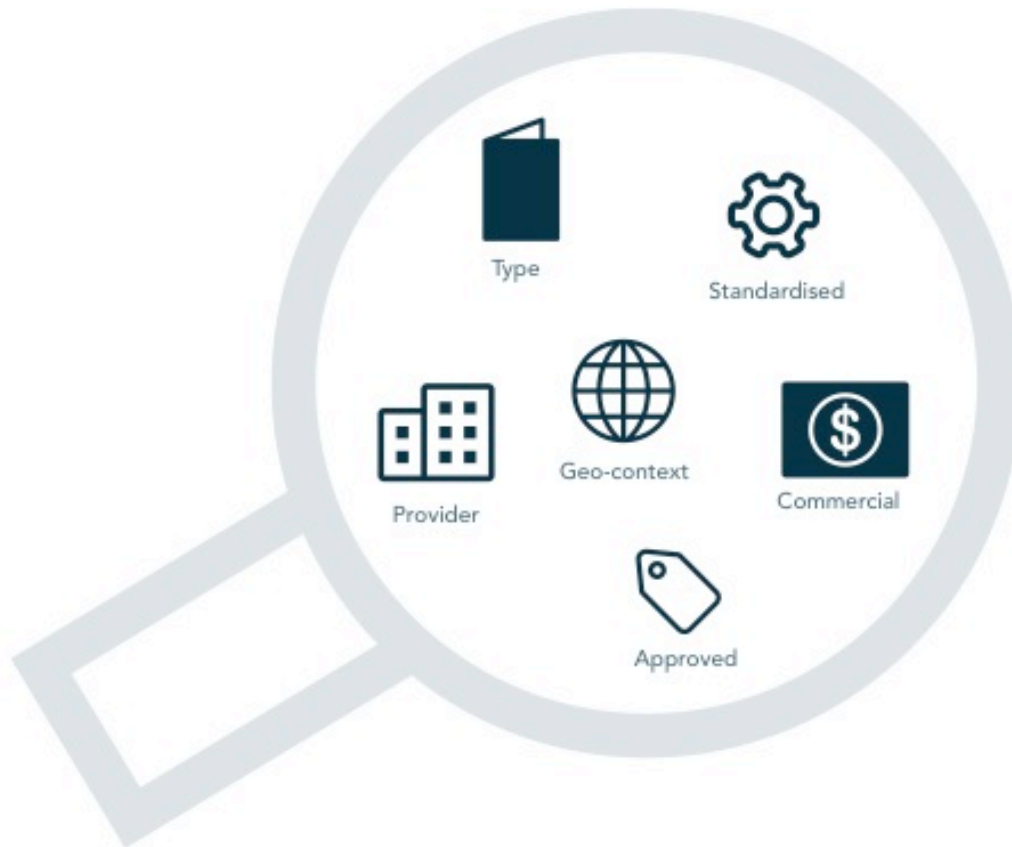 Type
Standardised
Geo-context
Provider
Commercial
Approved